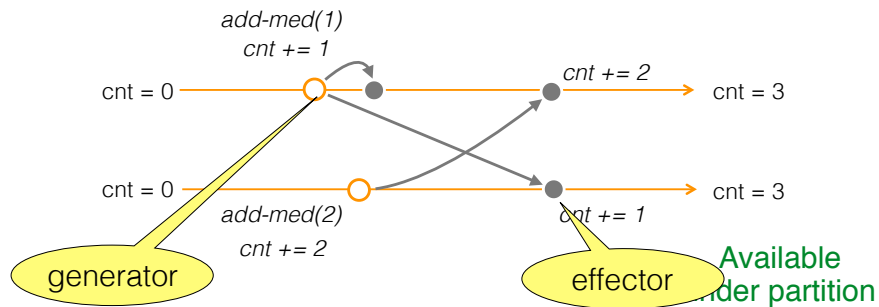 add-med(1)
cnt += 1
cnt += 2
cnt = 0
cnt = 3
cnt = 0
cnt = 3
add-med(2)
cnt += 1
cnt += 2
generator
effector
Available
nder partition